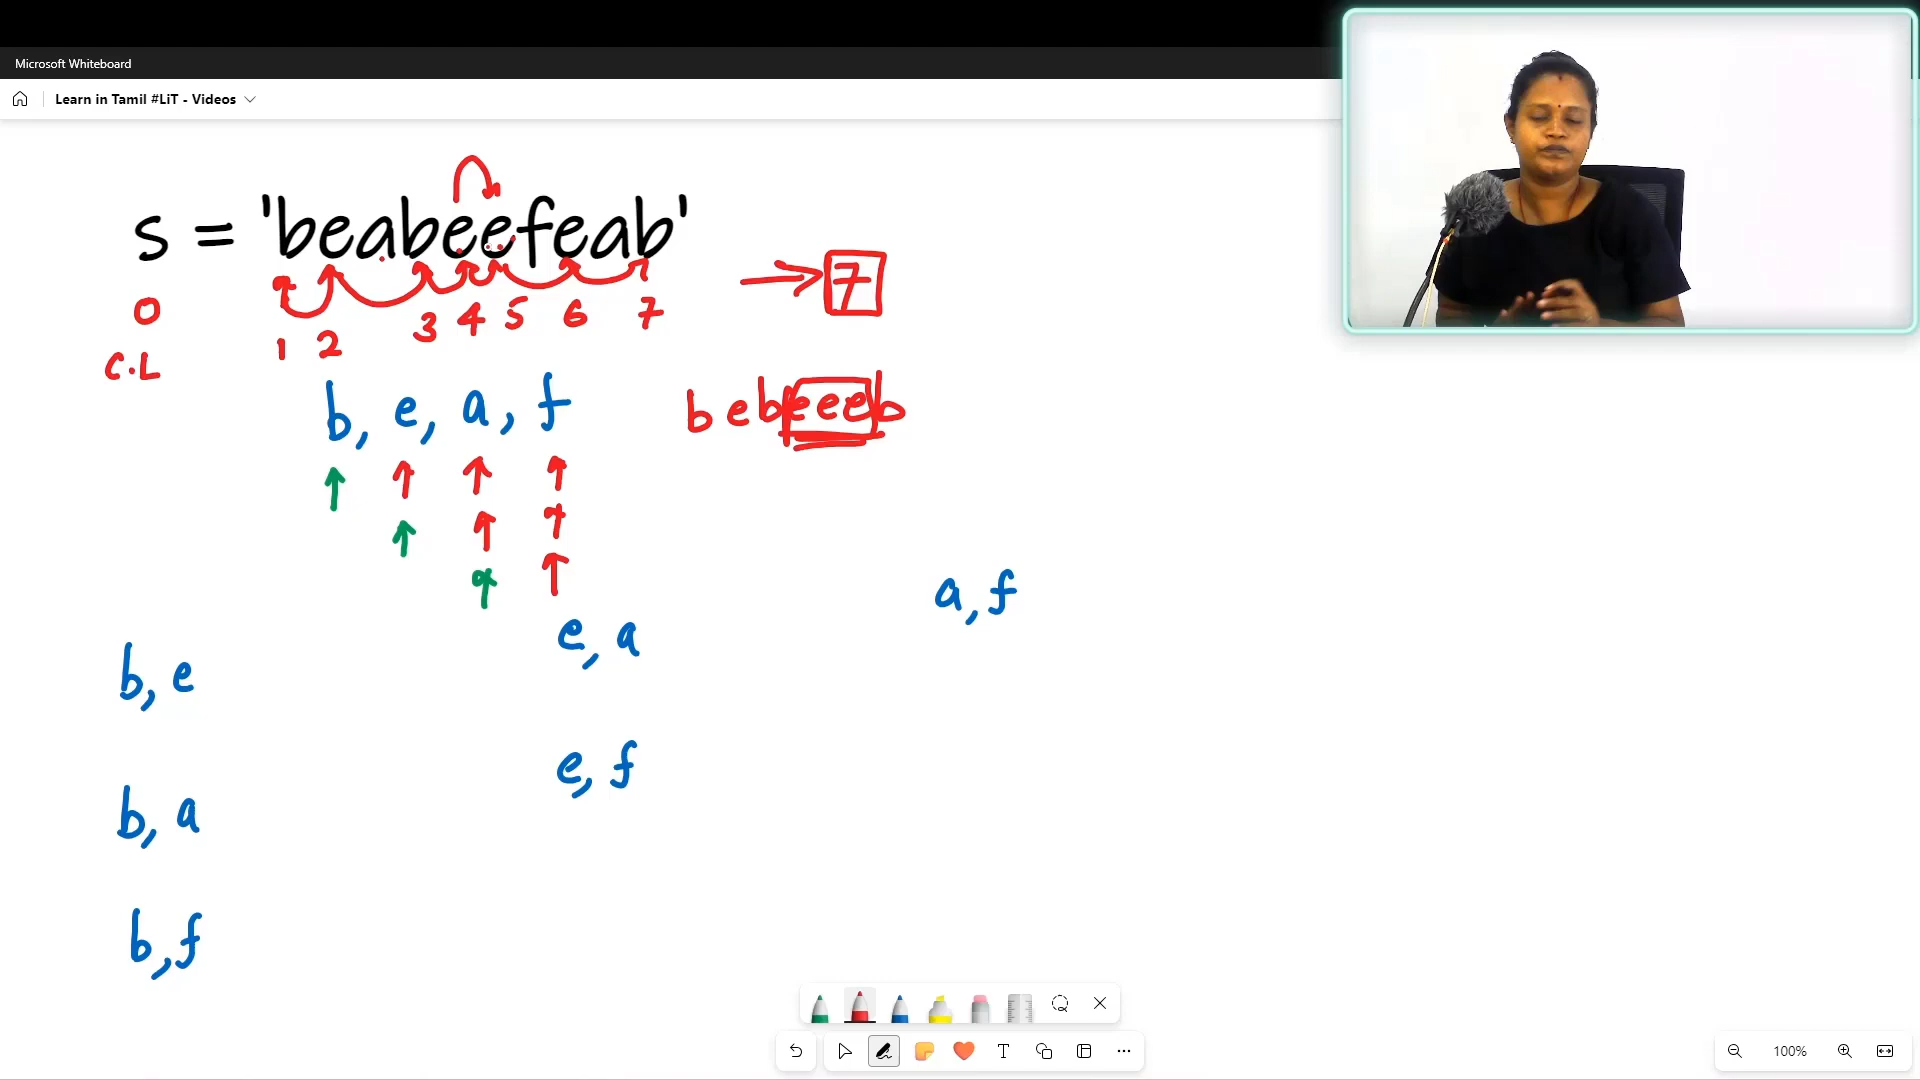 Microsoft Whiteboard
Learn in Tamil #LiT - Videos
s = 'beabeefeab'
0 1 2 3 4 5 6 7
→ 7
C.L
b, e, a, f
bebeeeb
a, f
e, a
b, e
e, f
b, a
b, f
T
100%